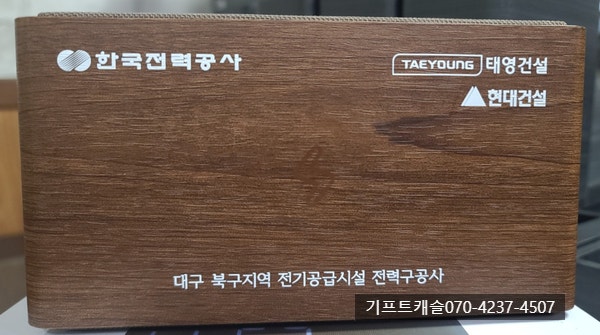 한국전력공사
TAEYOUNG 태영건설
현대건설
대구 북구지역 전기공급시설 전력구공사
기프트캐슬070-4237-4507